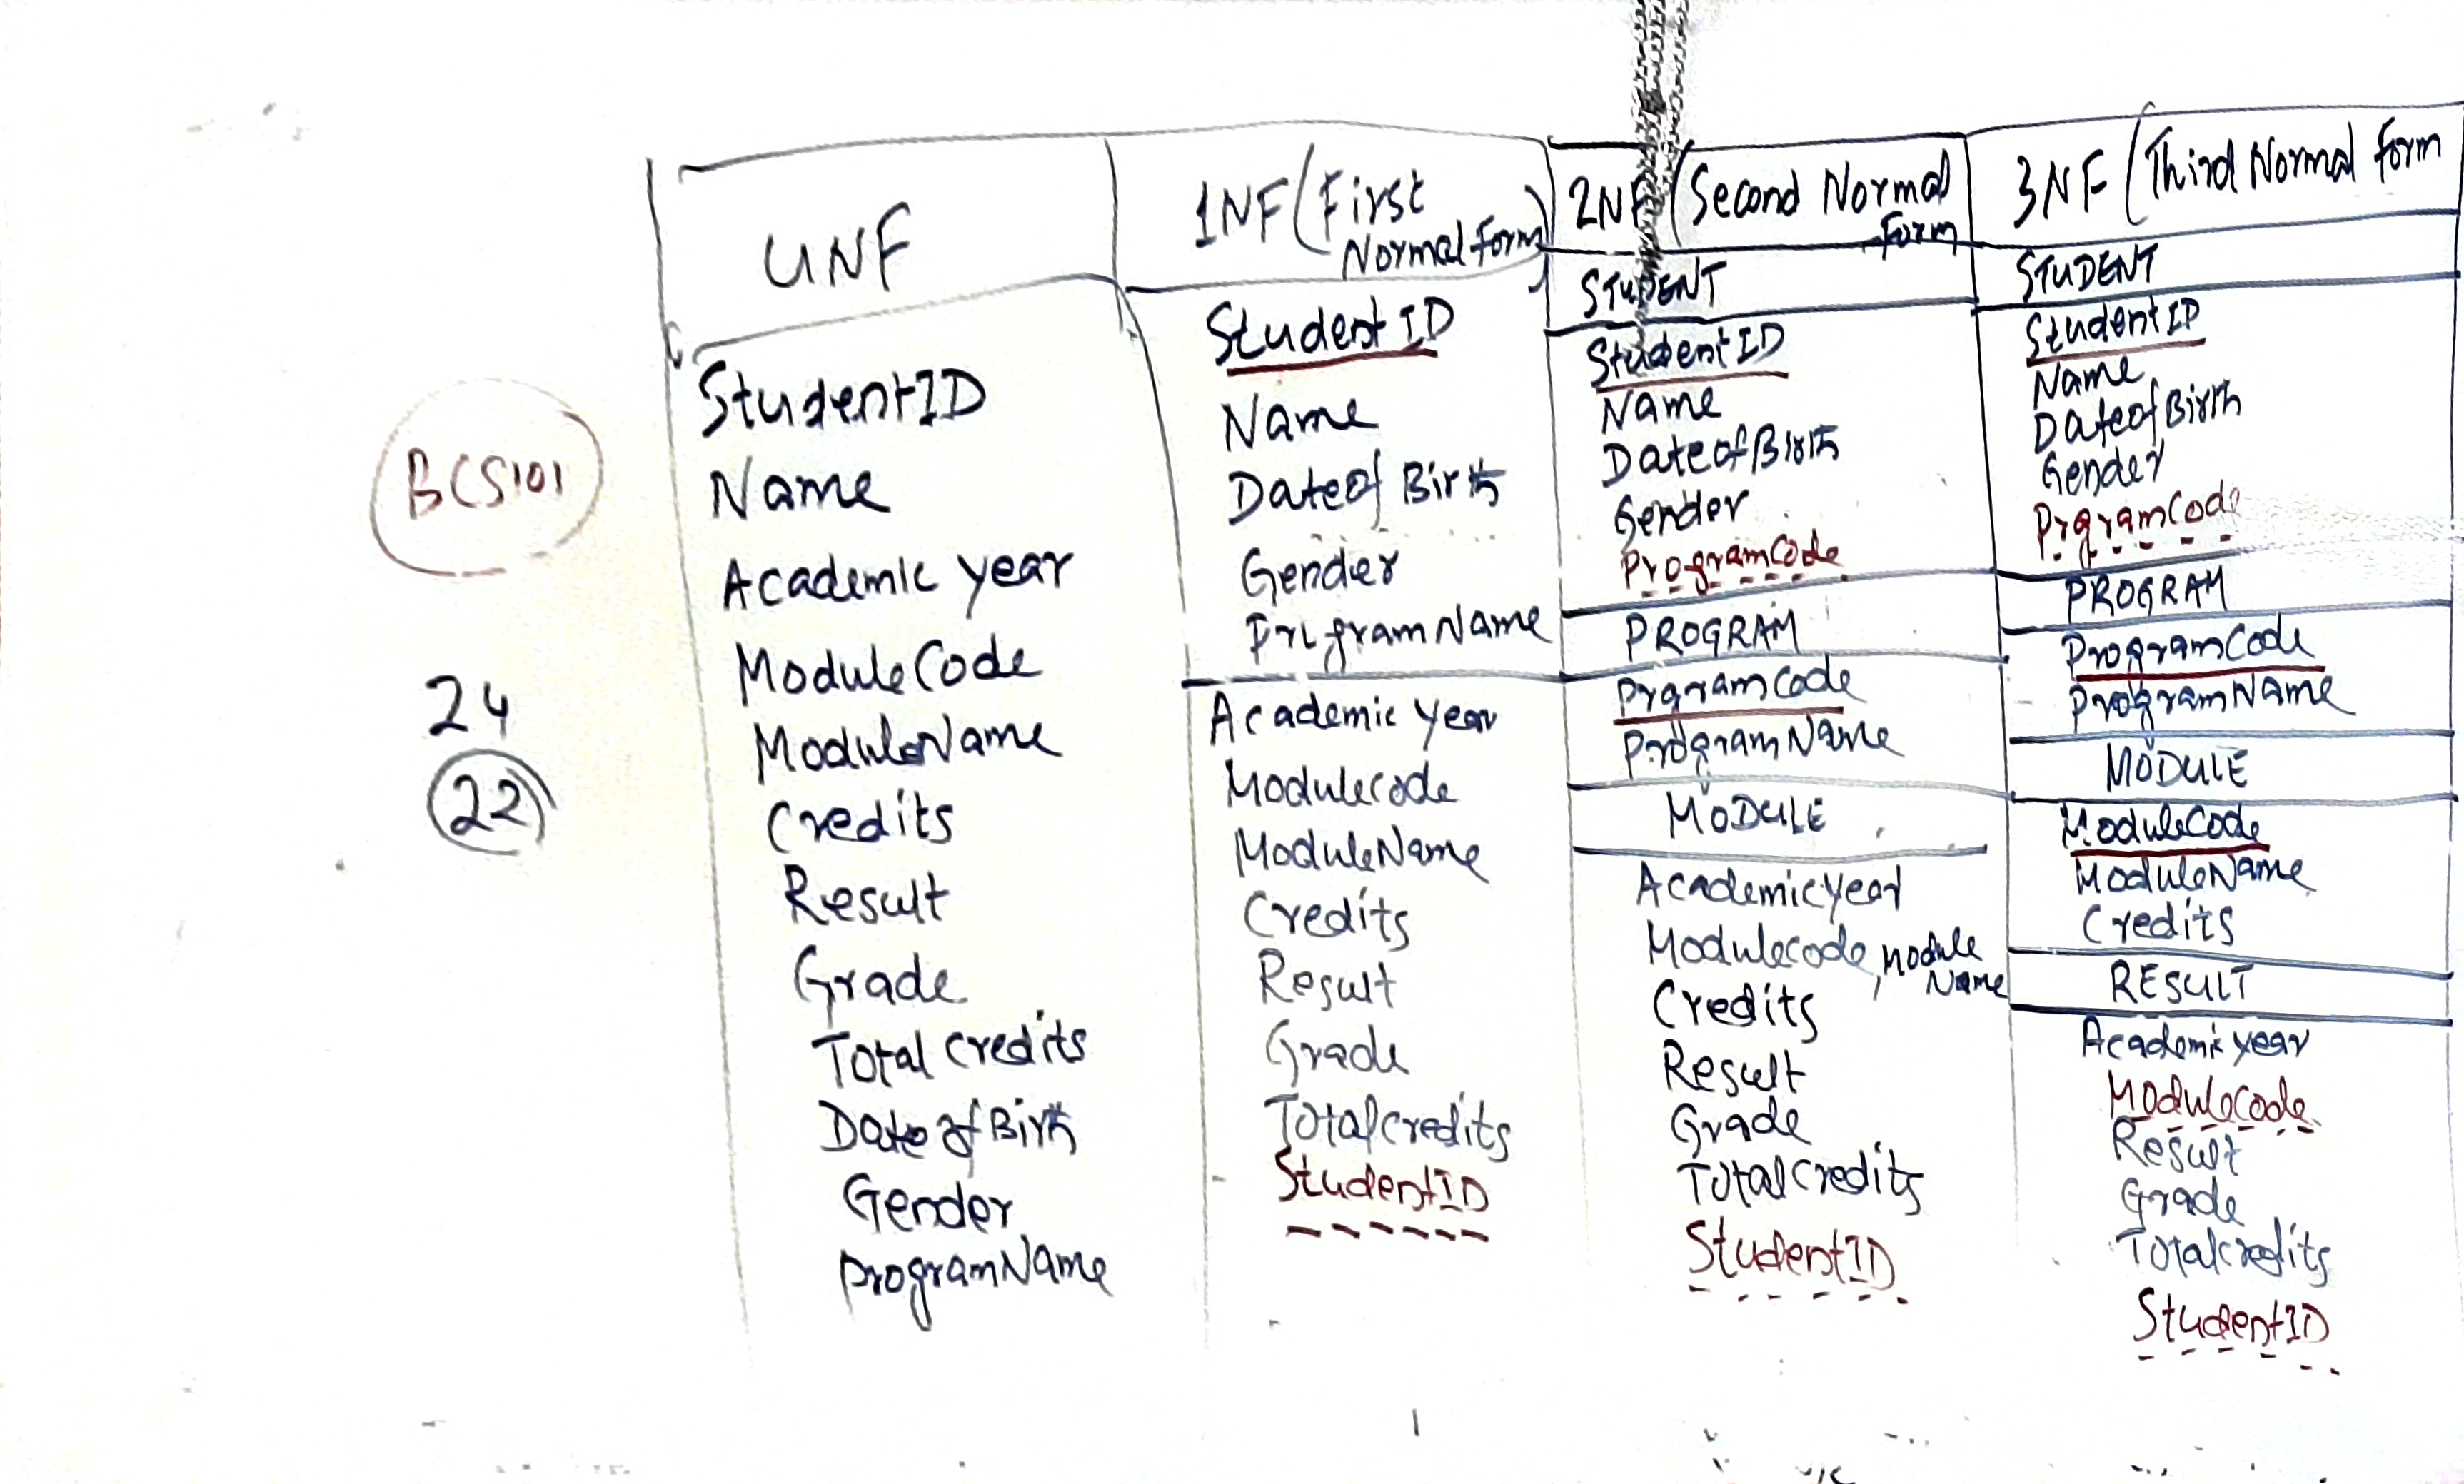 BCS101
24
22
UNF
StudentID
Name
Academic year
ModuleCode
ModuleName
Credits
Result
Grade
Total credits
Date of Birth
Gender
ProgramName
1NF (First
Normal Form)
Student ID
Name
Dateof Birth
Gender
ProgramName
Academic year
Modulecode
ModuleName
Credits
Result
Grade
Totalcredits
StudentID
2NF (Second Normal
Form
STUDENT
StudentID
Name
DateofBirth
Gender
ProgramCode
PROGRAM
PrgramCode
ProgramName
MODULE
Academicyear
Modulecode, Module
Name
Credits
Result
Grade
TotalCredits
StudentID
3NF (Third Normal Form
STUDENT
StudentID
Name
DateofBirth
Gender
PrgramCode
PROGRAM
ProgramCode
ProgramName
MODULE
ModuleCode
ModuleName
Credits
RESULT
Academic year
ModuleCode
Result
Grade
Totalcredits
StudentID